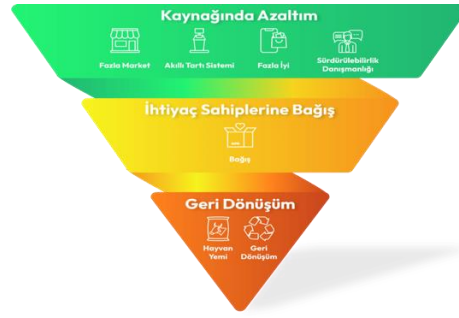 Kaynağında Azaltım
Fazla Market
Akıllı Tartı Sistemi
Fazla İyi
Sürdürülebilirlik
Danışmanlığı
İhtiyaç Sahiplerine Bağış
Bağış
Geri Dönüşüm
Hayvan
Yemi
Geri
Dönüşüm